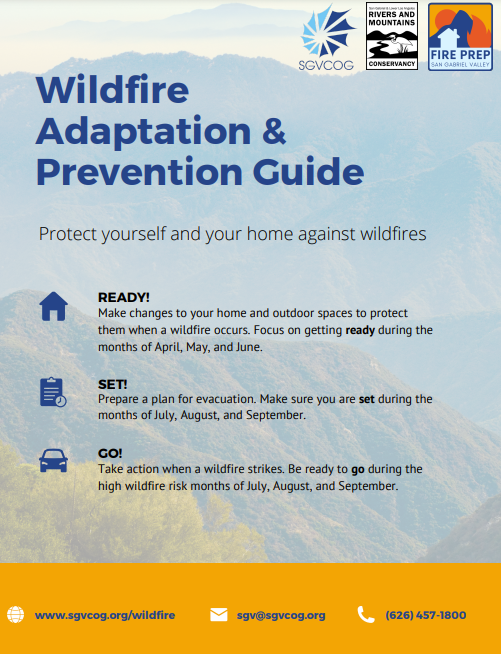 SGVCOG
San Gabriel & Lower Los Angeles
RIVERS AND
MOUNTAINS
CONSERVANCY
FIRE PREP
SAN GABRIEL VALLEY
Wildfire
Adaptation &
Prevention Guide
Protect yourself and your home against wildfires
READY!
Make changes to your home and outdoor spaces to protect
them when a wildfire occurs. Focus on getting ready during the
months of April, May, and June.
SET!
Prepare a plan for evacuation. Make sure you are set during the
months of July, August, and September.
GO!
Take action when a wildfire strikes. Be ready to go during the
high wildfire risk months of July, August, and September.
www.sgvcog.org/wildfire
sgv@sgvcog.org
(626) 457-1800